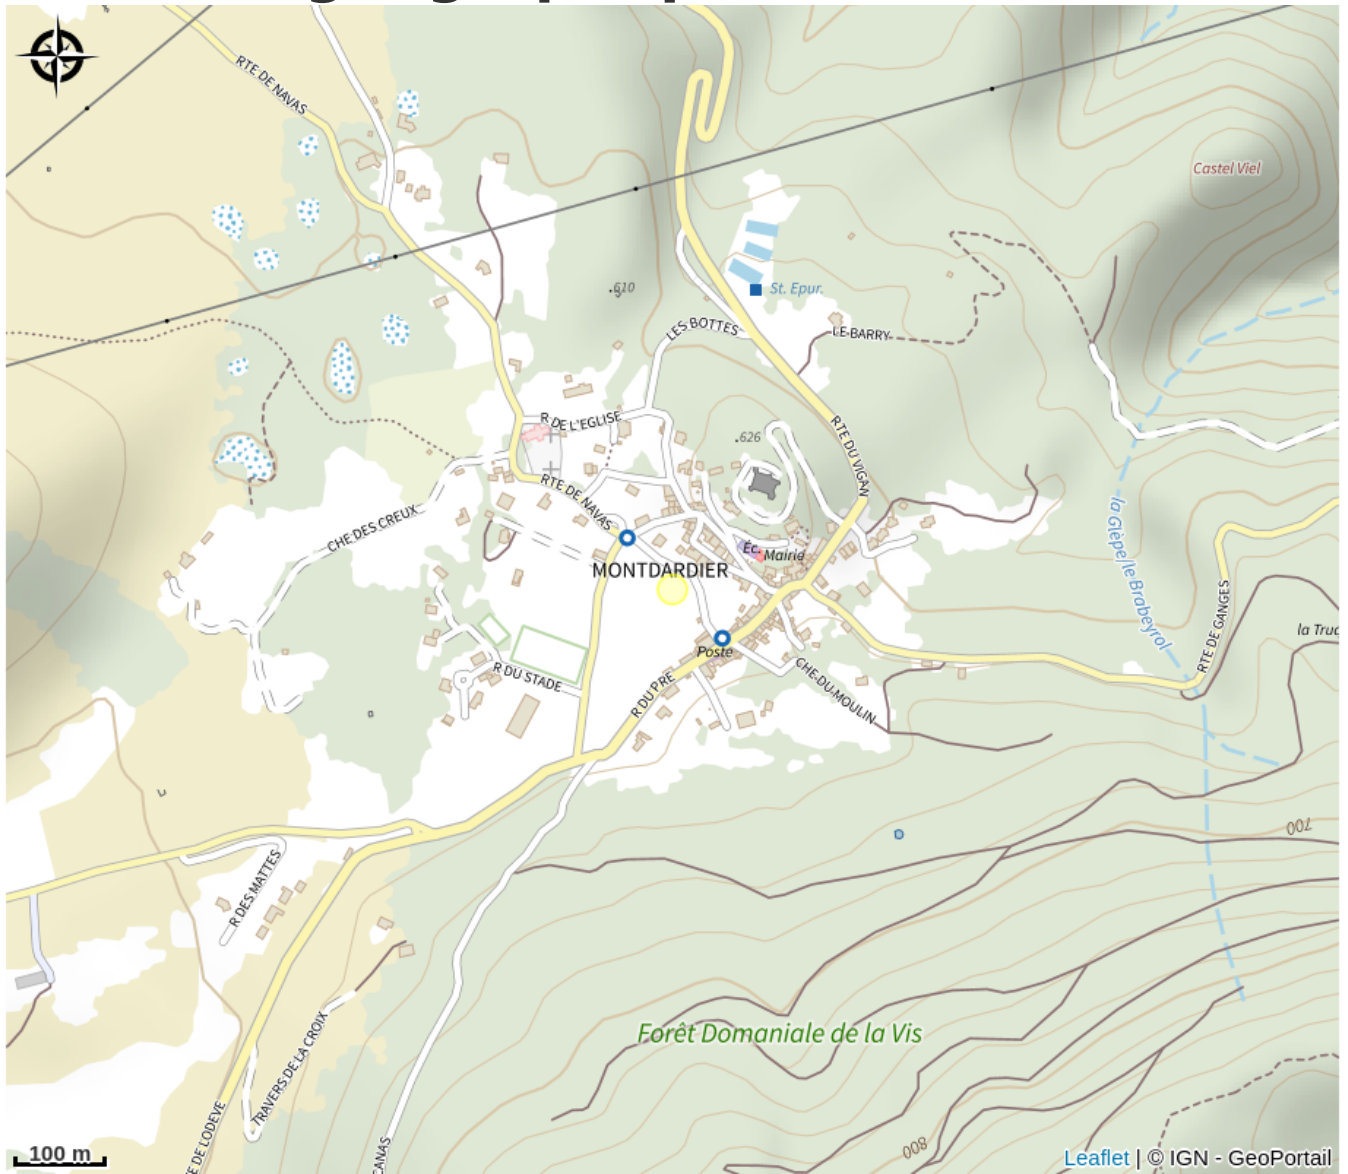 RTE DE NAVAS
Castel Viel
.610
St. Epur.
LES BOTTES
LE BARRY
R DE L'EGLISE
.626
RTE DU VIGAN
RTE DE NAVAS
CHE DES CREUX
Éc.
Mairie
MONTDARDIER
la Glèpe/le Brabeyrol
RTE DE GANGES
la Truc
Poste
R DU STADE
R DU PRE
CHE DU MOULIN
700
R DES MATTES
Forêt Domaniale de la Vis
TRAVERS DE LA CROIX
E DE LODEVE
CANAS
800
100 m
Leaflet | © IGN - GeoPortail